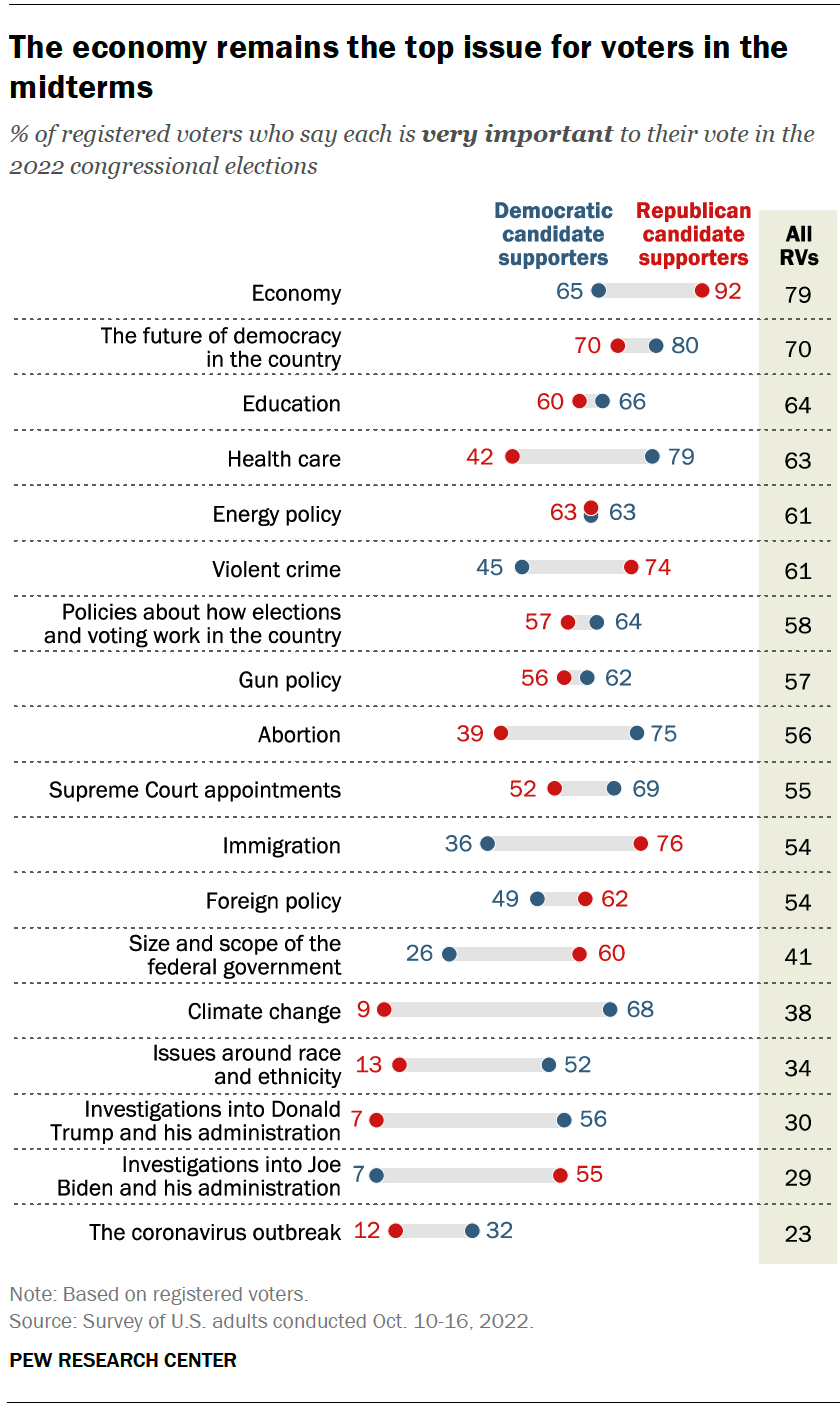 The economy remains the top issue for voters in the
midterms
% of registered voters who say each is very important to their vote in the
2022 congressional elections
Democratic
candidate
supporters
Republican
candidate
supporters
All
RVs
Economy 65 92 79
The future of democracy
in the country 70 80 70
Education 60 66 64
Health care 42 79 63
Energy policy 63 63 61
Violent crime 45 74 61
Policies about how elections
and voting work in the country 57 64 58
Gun policy 56 62 57
Abortion 39 75 56
Supreme Court appointments 52 69 55
Immigration 36 76 54
Foreign policy 49 62 54
Size and scope of the
federal government 26 60 41
Climate change 9 68 38
Issues around race
and ethnicity 13 52 34
Investigations into Donald
Trump and his administration 7 56 30
Investigations into Joe
Biden and his administration 7 55 29
The coronavirus outbreak 12 32 23
Note: Based on registered voters.
Source: Survey of U.S. adults conducted Oct. 10-16, 2022.
PEW RESEARCH CENTER